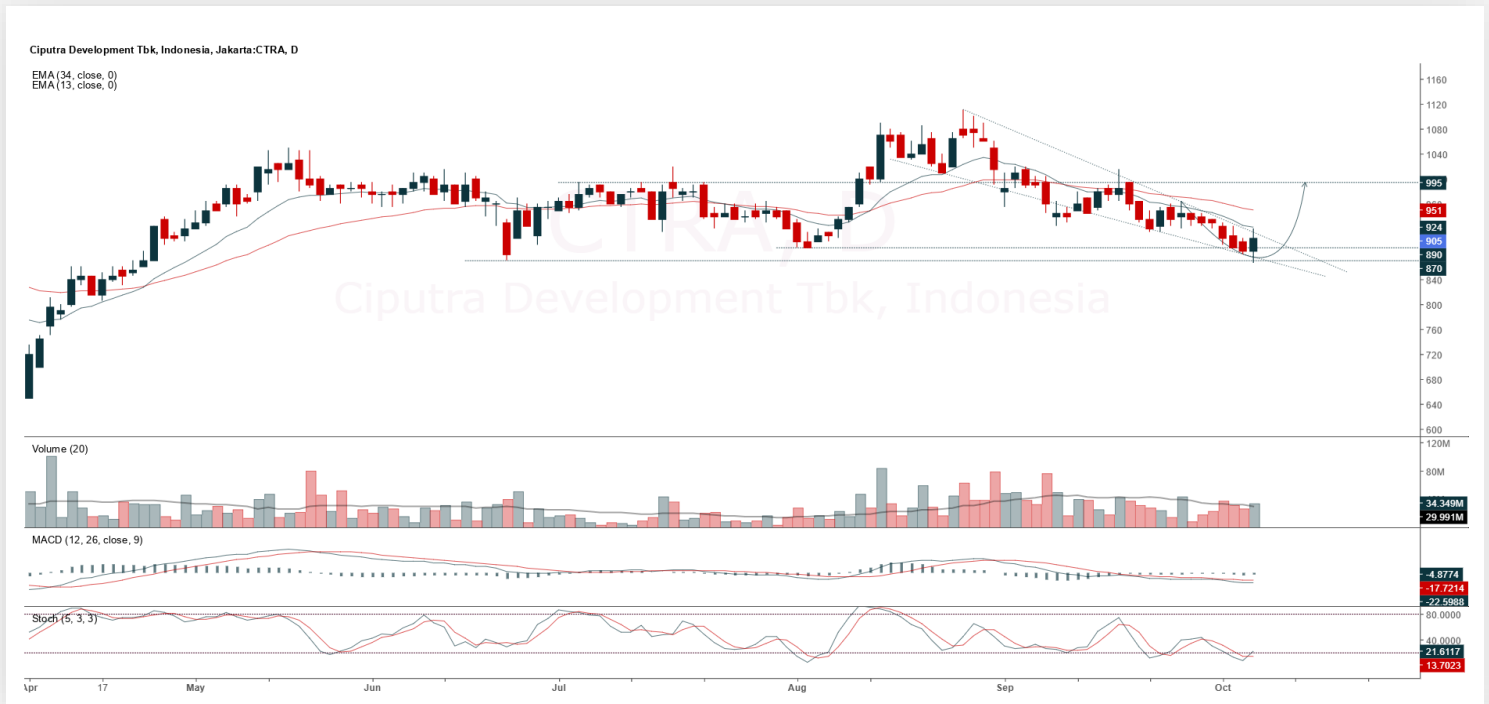 Ciputra Development Tbk, Indonesia, Jakarta:CTRA, D
EMA (34, close, 0)
EMA (13, close, 0)
CTRA, D
Ciputra Development Tbk, Indonesia
1160
1120
1080
1040
995
951
924
905
890
870
840
800
760
720
680
640
600
Volume (20)
120M
80M
34.349M
29.991M
MACD (12, 26, close, 9)
-4.8774
-17.7214
-22.5988
Stoch (5, 3, 3)
80.0000
40.0000
21.6117
13.7023
17
May
Jun
Jul
Aug
Sep
Oct